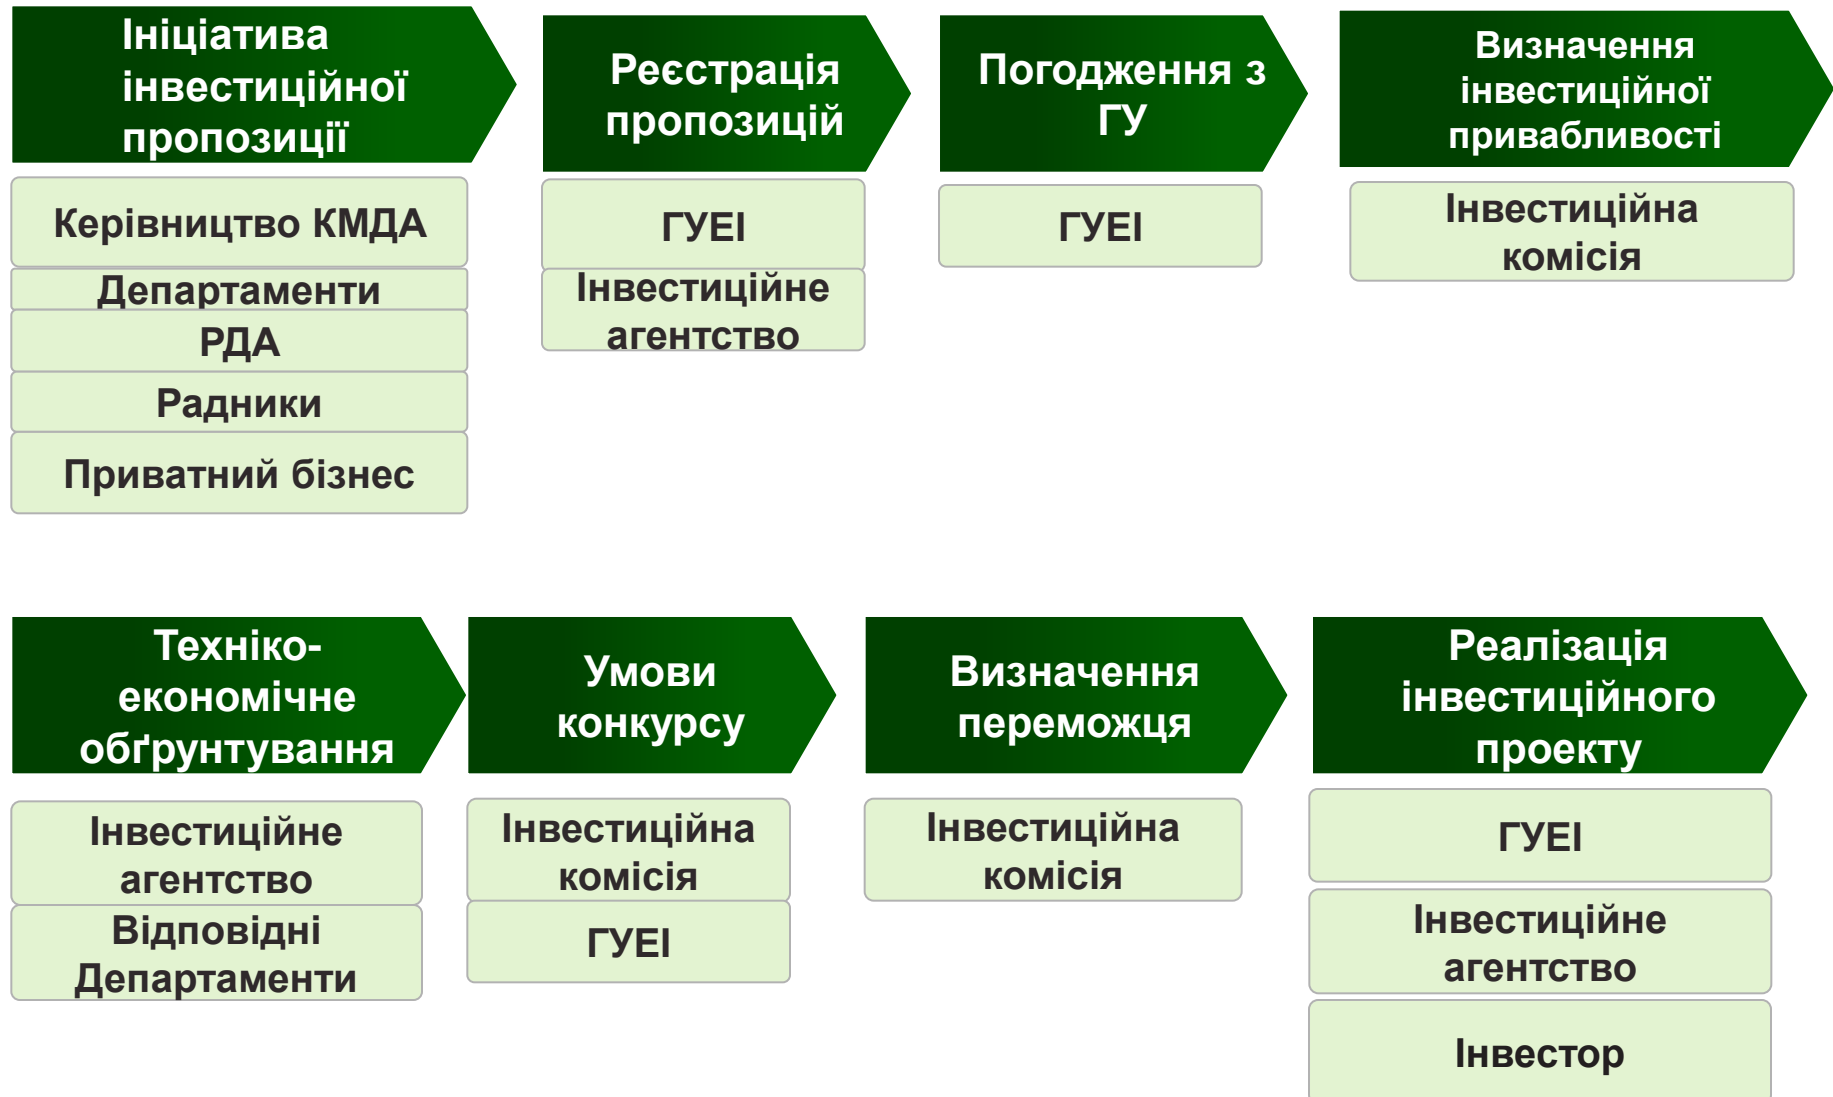 Ініціатива
інвестиційної
пропозиції
Керівництво КМДА
Департаменти
РДА
Радники
Приватний бізнес
Реєстрація
пропозицій
ГУЕІ
Інвестиційне
агентство
Погодження з
ГУ
ГУЕІ
Визначення
інвестиційної
привабливості
Інвестиційна
комісія
Техніко-
економічне
обґрунтування
Інвестиційне
агентство
Відповідні
Департаменти
Умови
конкурсу
Інвестиційна
комісія
ГУЕІ
Визначення
переможця
Інвестиційна
комісія
Реалізація
інвестиційного
проекту
ГУЕІ
Інвестиційне
агентство
Інвестор